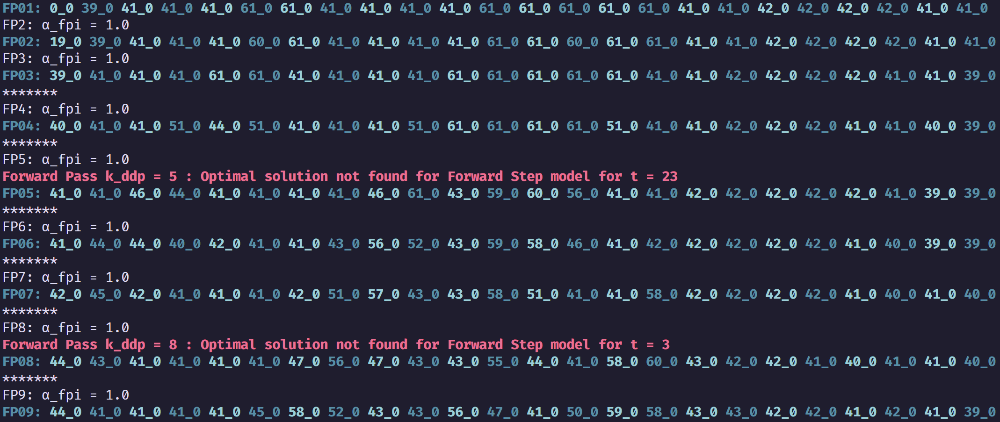 FP01: 0_0 39_0 41_0 41_0 41_0 61_0 61_0 41_0 41_0 41_0 41_0 61_0 61_0 61_0 61_0 61_0 41_0 41_0 42_0 42_0 42_0 42_0 41_0 41_0
FP2: α_fpi = 1.0
FP02: 19_0 39_0 41_0 41_0 41_0 60_0 61_0 41_0 41_0 41_0 41_0 61_0 61_0 60_0 61_0 61_0 41_0 41_0 42_0 42_0 42_0 42_0 41_0 41_0
FP3: α_fpi = 1.0
FP03: 39_0 41_0 41_0 41_0 61_0 61_0 41_0 41_0 41_0 41_0 61_0 61_0 61_0 61_0 61_0 41_0 41_0 42_0 42_0 42_0 42_0 41_0 41_0 39_0
*******
FP4: α_fpi = 1.0
FP04: 40_0 41_0 41_0 51_0 44_0 51_0 41_0 41_0 41_0 51_0 61_0 61_0 61_0 61_0 51_0 41_0 41_0 42_0 42_0 42_0 41_0 41_0 40_0 39_0
*******
FP5: α_fpi = 1.0
Forward Pass k_ddp = 5 : Optimal solution not found for Forward Step model for t = 23
FP05: 41_0 41_0 46_0 44_0 41_0 41_0 41_0 41_0 46_0 61_0 43_0 59_0 60_0 56_0 41_0 41_0 42_0 42_0 42_0 42_0 42_0 41_0 39_0 39_0
*******
FP6: α_fpi = 1.0
FP06: 41_0 44_0 44_0 40_0 42_0 41_0 41_0 43_0 56_0 52_0 43_0 59_0 58_0 46_0 41_0 42_0 42_0 42_0 42_0 42_0 41_0 40_0 39_0 39_0
*******
FP7: α_fpi = 1.0
FP07: 42_0 45_0 42_0 41_0 41_0 41_0 42_0 51_0 57_0 43_0 43_0 58_0 51_0 41_0 41_0 58_0 42_0 42_0 42_0 42_0 41_0 40_0 41_0 40_0
*******
FP8: α_fpi = 1.0
Forward Pass k_ddp = 8 : Optimal solution not found for Forward Step model for t = 3
FP08: 44_0 43_0 41_0 41_0 41_0 41_0 47_0 56_0 47_0 43_0 43_0 55_0 44_0 41_0 58_0 60_0 43_0 42_0 42_0 41_0 40_0 41_0 41_0 40_0
*******
FP9: α_fpi = 1.0
FP09: 44_0 41_0 41_0 41_0 41_0 45_0 58_0 52_0 43_0 43_0 56_0 47_0 41_0 50_0 59_0 58_0 43_0 43_0 42_0 42_0 41_0 42_0 41_0 39_0